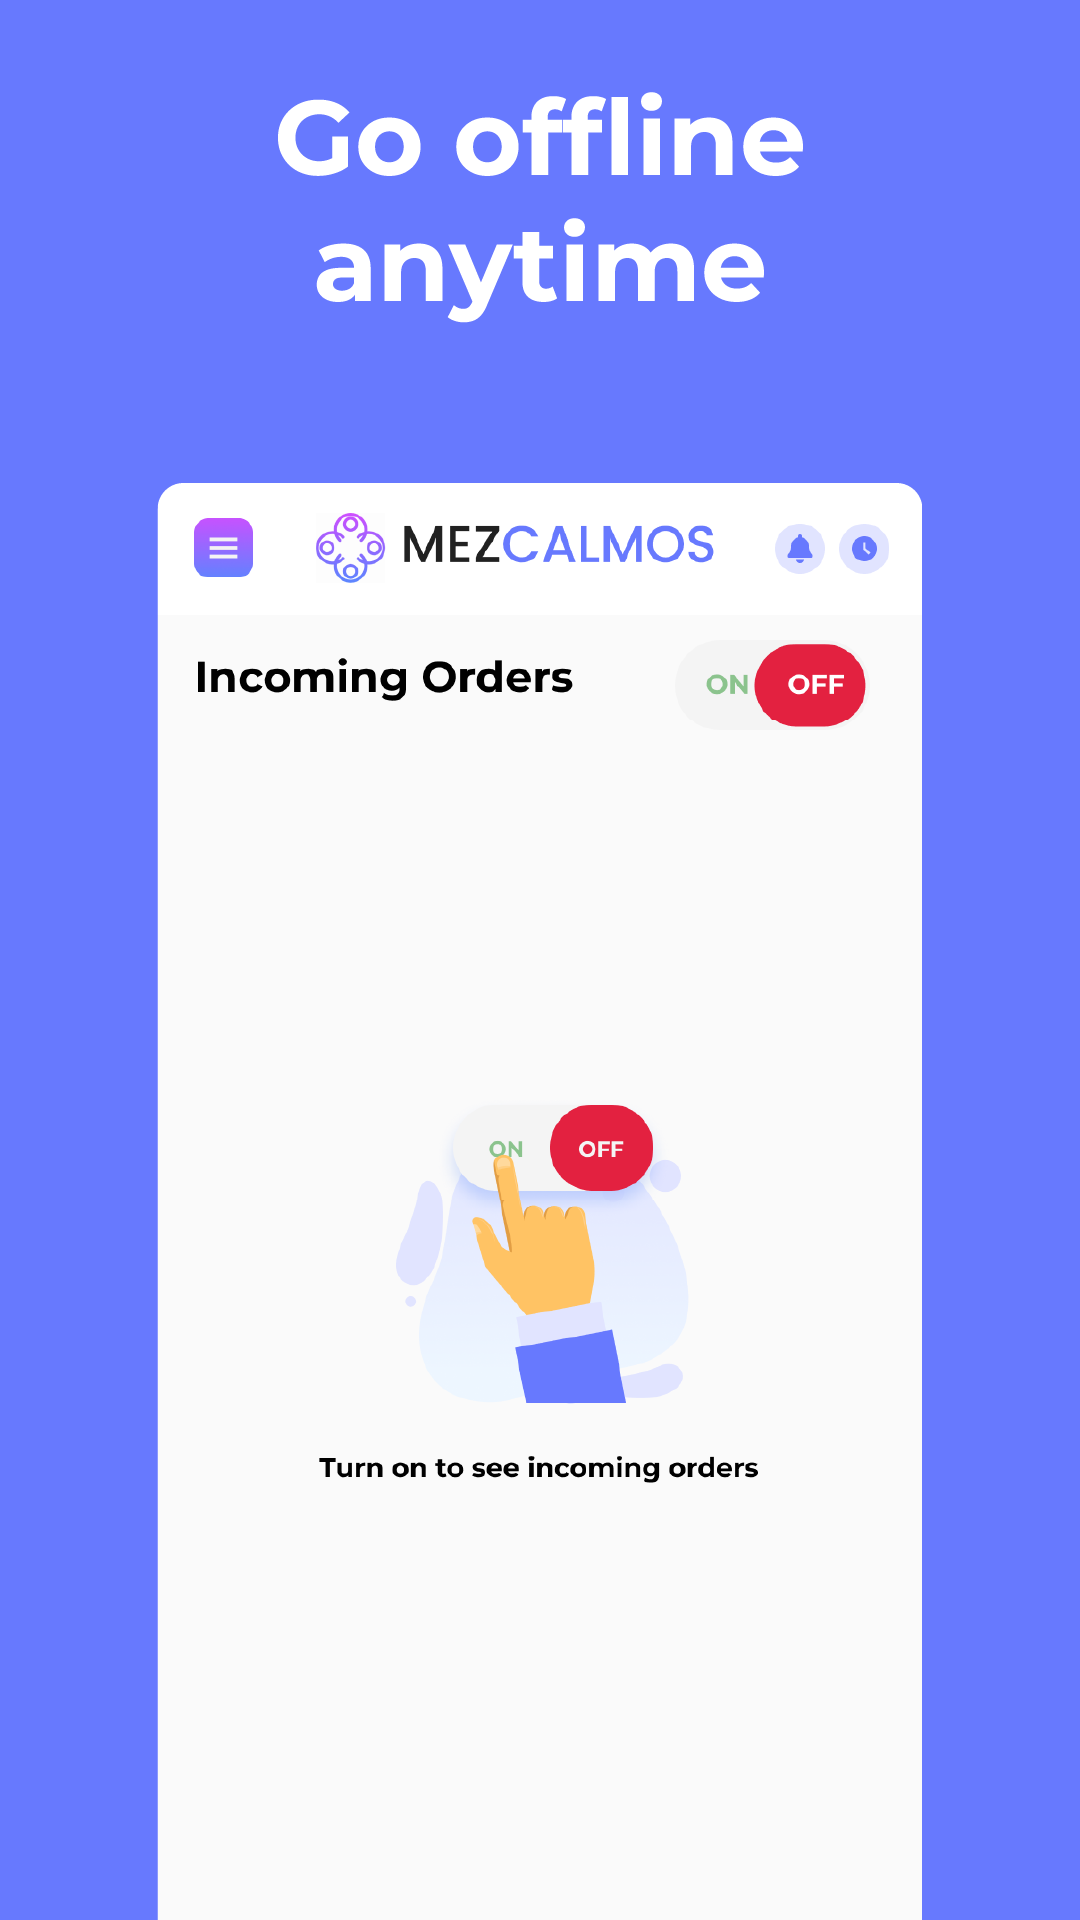 Go offline
anytime
MEZCALMOS
Incoming Orders
ON OFF
ON OFF
Turn on to see incoming orders